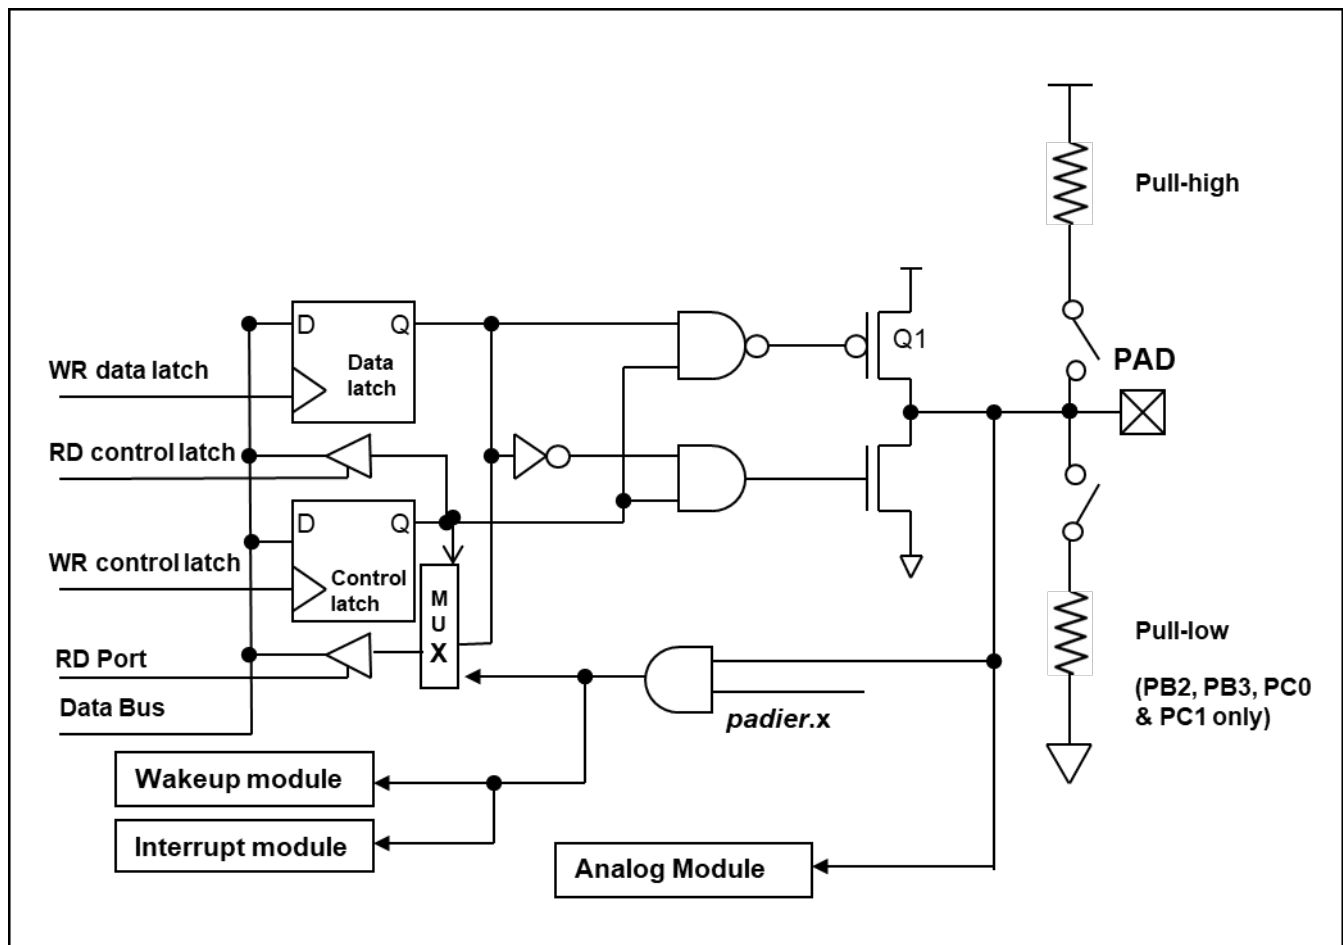 Pull-high
D
Q
Q1
Data
latch
WR data latch
PAD
RD control latch
D
Q
WR control latch
Control
latch
M
U
X
Pull-low
RD Port
(PB2, PB3, PC0
& PC1 only)
Data Bus
padier.x
Wakeup module
Interrupt module
Analog Module